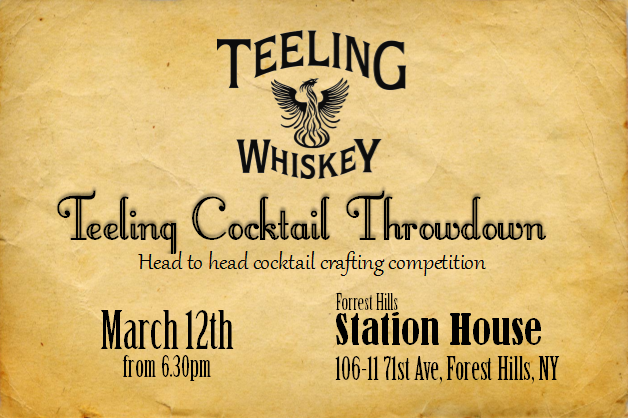 TEELING
WHISKEY
Teeling Cocktail Throwdown
Head to head cocktail crafting competition
March 12th
from 6.30pm
Forrest Hills
Station House
106-11 71st Ave, Forest Hills, NY